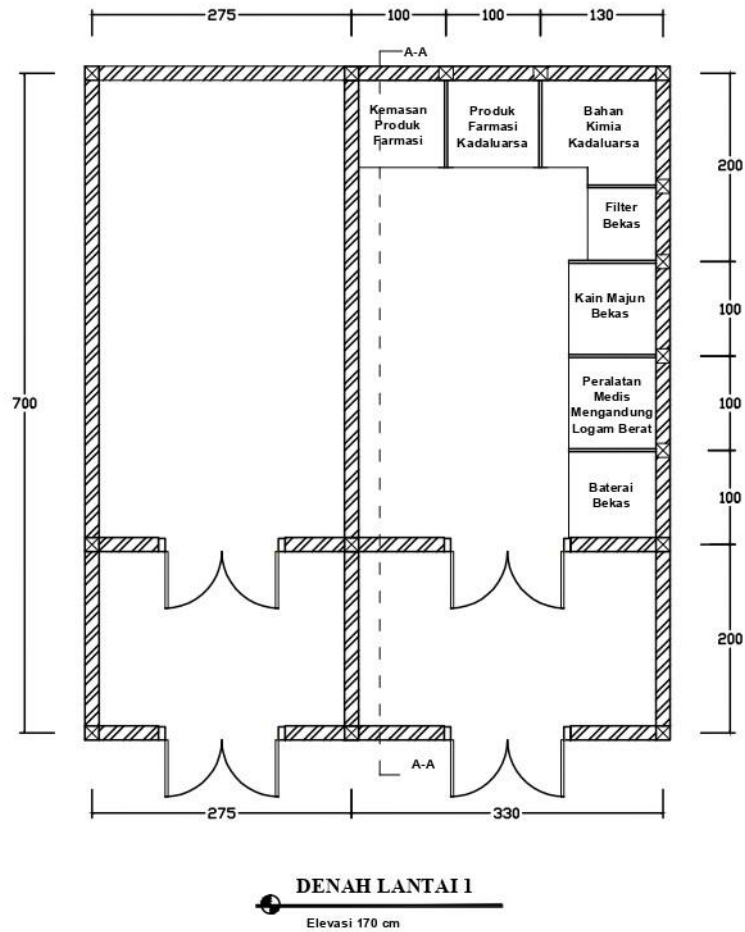 275
100
100
130
A-A
Kemasan
Produk
Farmasi
Produk
Farmasi
Kadaluarsa
Bahan
Kimia
Kadaluarsa
200
Filter
Bekas
Kain Majun
Bekas
100
700
Peralatan
Medis
Mengandung
Logam Berat
100
Baterai
Bekas
100
200
A-A
275
330
DENAH LANTAI 1
Elevasi 170 cm